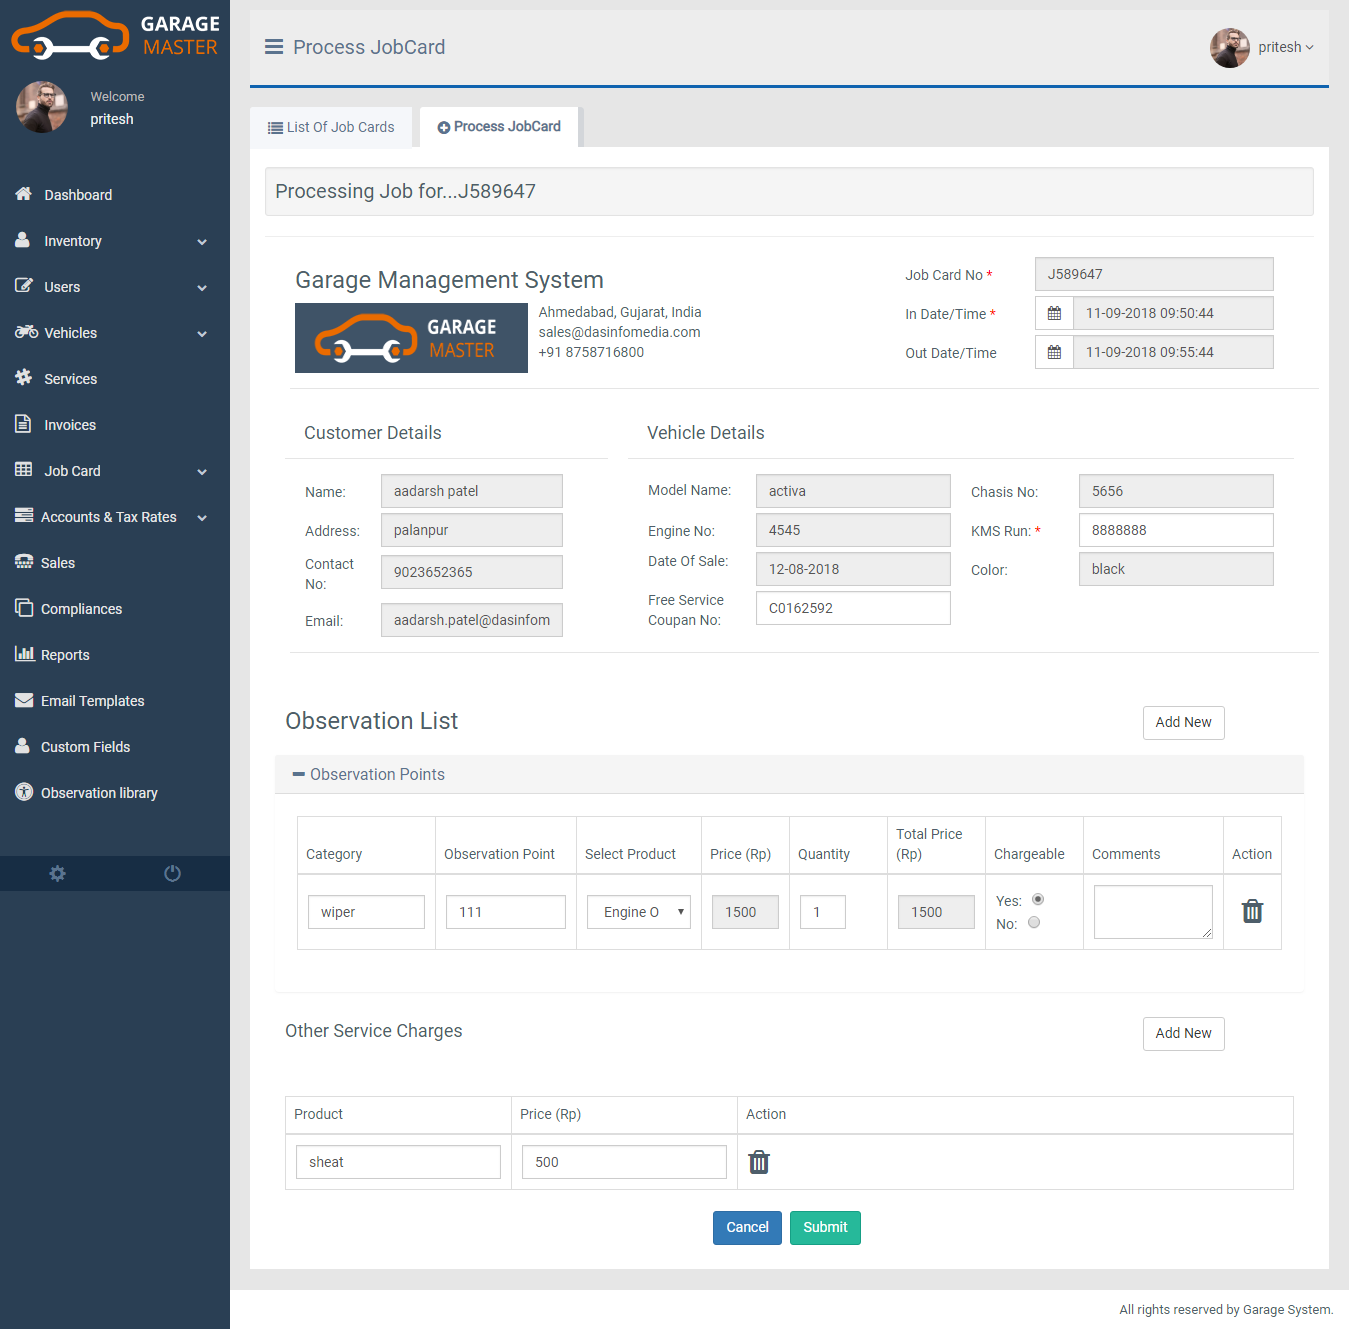 GARAGE
MASTER
Welcome
pritesh
Dashboard
Inventory
Users
Vehicles
Services
Invoices
Job Card
Accounts & Tax Rates
Sales
Compliances
Reports
Email Templates
Custom Fields
Observation library
Process JobCard
pritesh
List Of Job Cards
Process JobCard
Processing Job for...J589647
Garage Management System
GARAGE
MASTER
Ahmedabad, Gujarat, India
sales@dasinfomedia.com
+91 8758716800
Job Card No * J589647
In Date/Time * 11-09-2018 09:50:44
Out Date/Time 11-09-2018 09:55:44
Customer Details
Name: aadarsh patel
Address: palanpur
Contact
No: 9023652365
Email: aadarsh.patel@dasinfom
Vehicle Details
Model Name: activa Chasis No: 5656
Engine No: 4545 KMS Run: * 8888888
Date Of Sale: 12-08-2018 Color: black
Free Service
Coupan No: C0162592
Observation List Add New
Observation Points
Category Observation Point Select Product Price (Rp) Quantity Total Price
(Rp) Chargeable Comments Action
wiper 111 Engine O 1500 1 1500 Yes:
No:
Other Service Charges Add New
Product Price (Rp) Action
sheat 500
Cancel Submit
All rights reserved by Garage System.